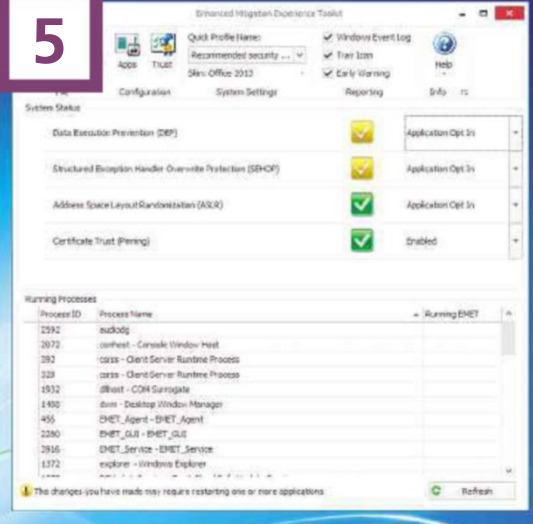 5
Enhanced Mitigation Experience Toolkit
Apps
Trust
Quick Profile Name:
Recommended security ...
Skin: Office 2013
Windows Event Log
Tray Icon
Early Warning
Help
File
Configuration
System Settings
Reporting
Info
System Status
Data Execution Prevention (DEP)
Application Opt In
Structured Exception Handler Overwrite Protection (SEHOP)
Application Opt In
Address Space Layout Randomization (ASLR)
Application Opt In
Certificate Trust (Pinning)
Enabled
Running Processes
Process ID Process Name Running EMET
2592 audiodg
2072 conhost - Console Window Host
392 csrss - Client Server Runtime Process
328 csrss - Client Server Runtime Process
1932 dllhost - COM Surrogate
1488 dwm - Desktop Window Manager
456 EMET_Agent - EMET_Agent
2280 EMET_GUI - EMET_GUI
2916 EMET_Service - EMET_Service
1372 explorer - Windows Explorer
The changes you have made may require restarting one or more applications
Refresh